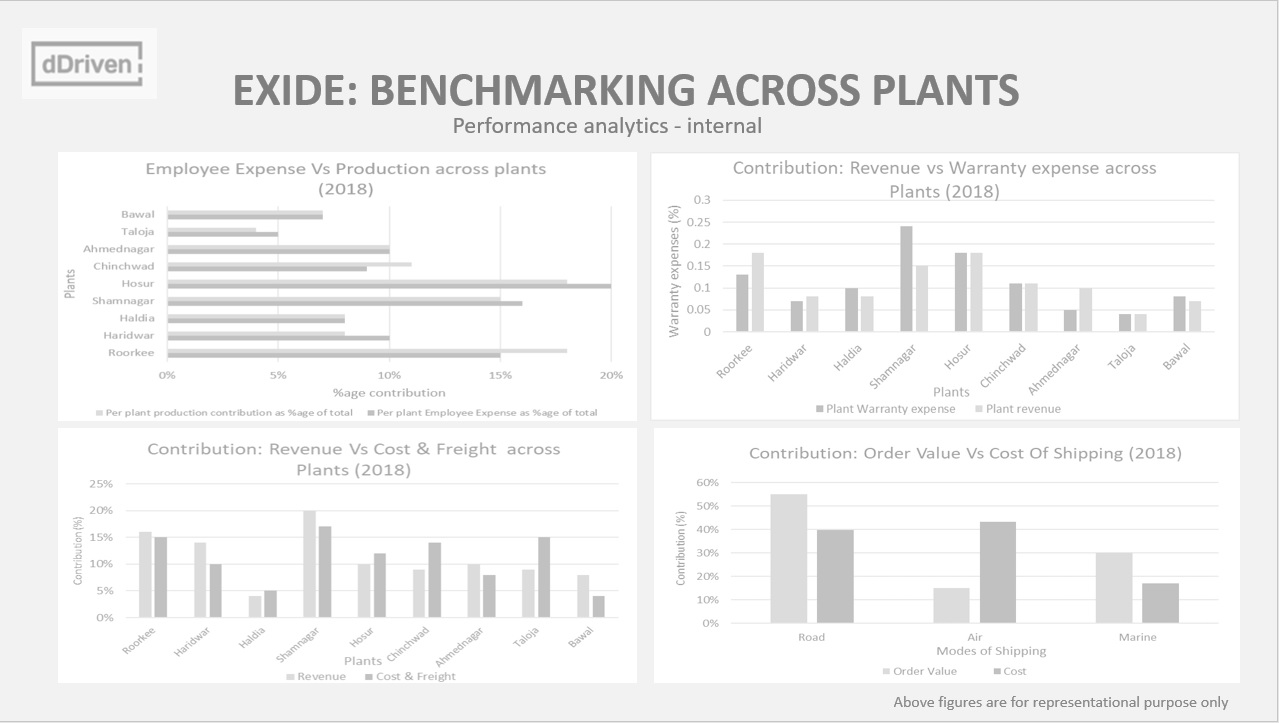 dDriven
EXIDE: BENCHMARKING ACROSS PLANTS
Performance analytics - internal
Employee Expense Vs Production across plants
(2018)
Plants
Bawal
Taloja
Ahmednagar
Chinchwad
Hosur
Shamnagar
Haldia
Haridwar
Roorkee
0% 5% 10% 15% 20%
%age contribution
Per plant production contribution as %age of total Per plant Employee Expense as %age of total
Contribution: Revenue vs Warranty expense across
Plants (2018)
Warranty expenses (%)
0.3
0.25
0.2
0.15
0.1
0.05
0
Roorkee Haridwar Haldia Shamnagar Hosur Chinchwad Ahmednagar Taloja Bawal
Plants
Plant Warranty expense Plant revenue
Contribution: Revenue Vs Cost & Freight across
Plants (2018)
Contribution (%)
25%
20%
15%
10%
5%
0%
Roorkee Haridwar Haldia Shamnagar Hosur Chinchwad Ahmednagar Taloja Bawal
Plants
Revenue Cost & Freight
Contribution: Order Value Vs Cost Of Shipping (2018)
Contribution (%)
60%
50%
40%
30%
20%
10%
0%
Road Air Marine
Modes of Shipping
Order Value Cost
Above figures are for representational purpose only